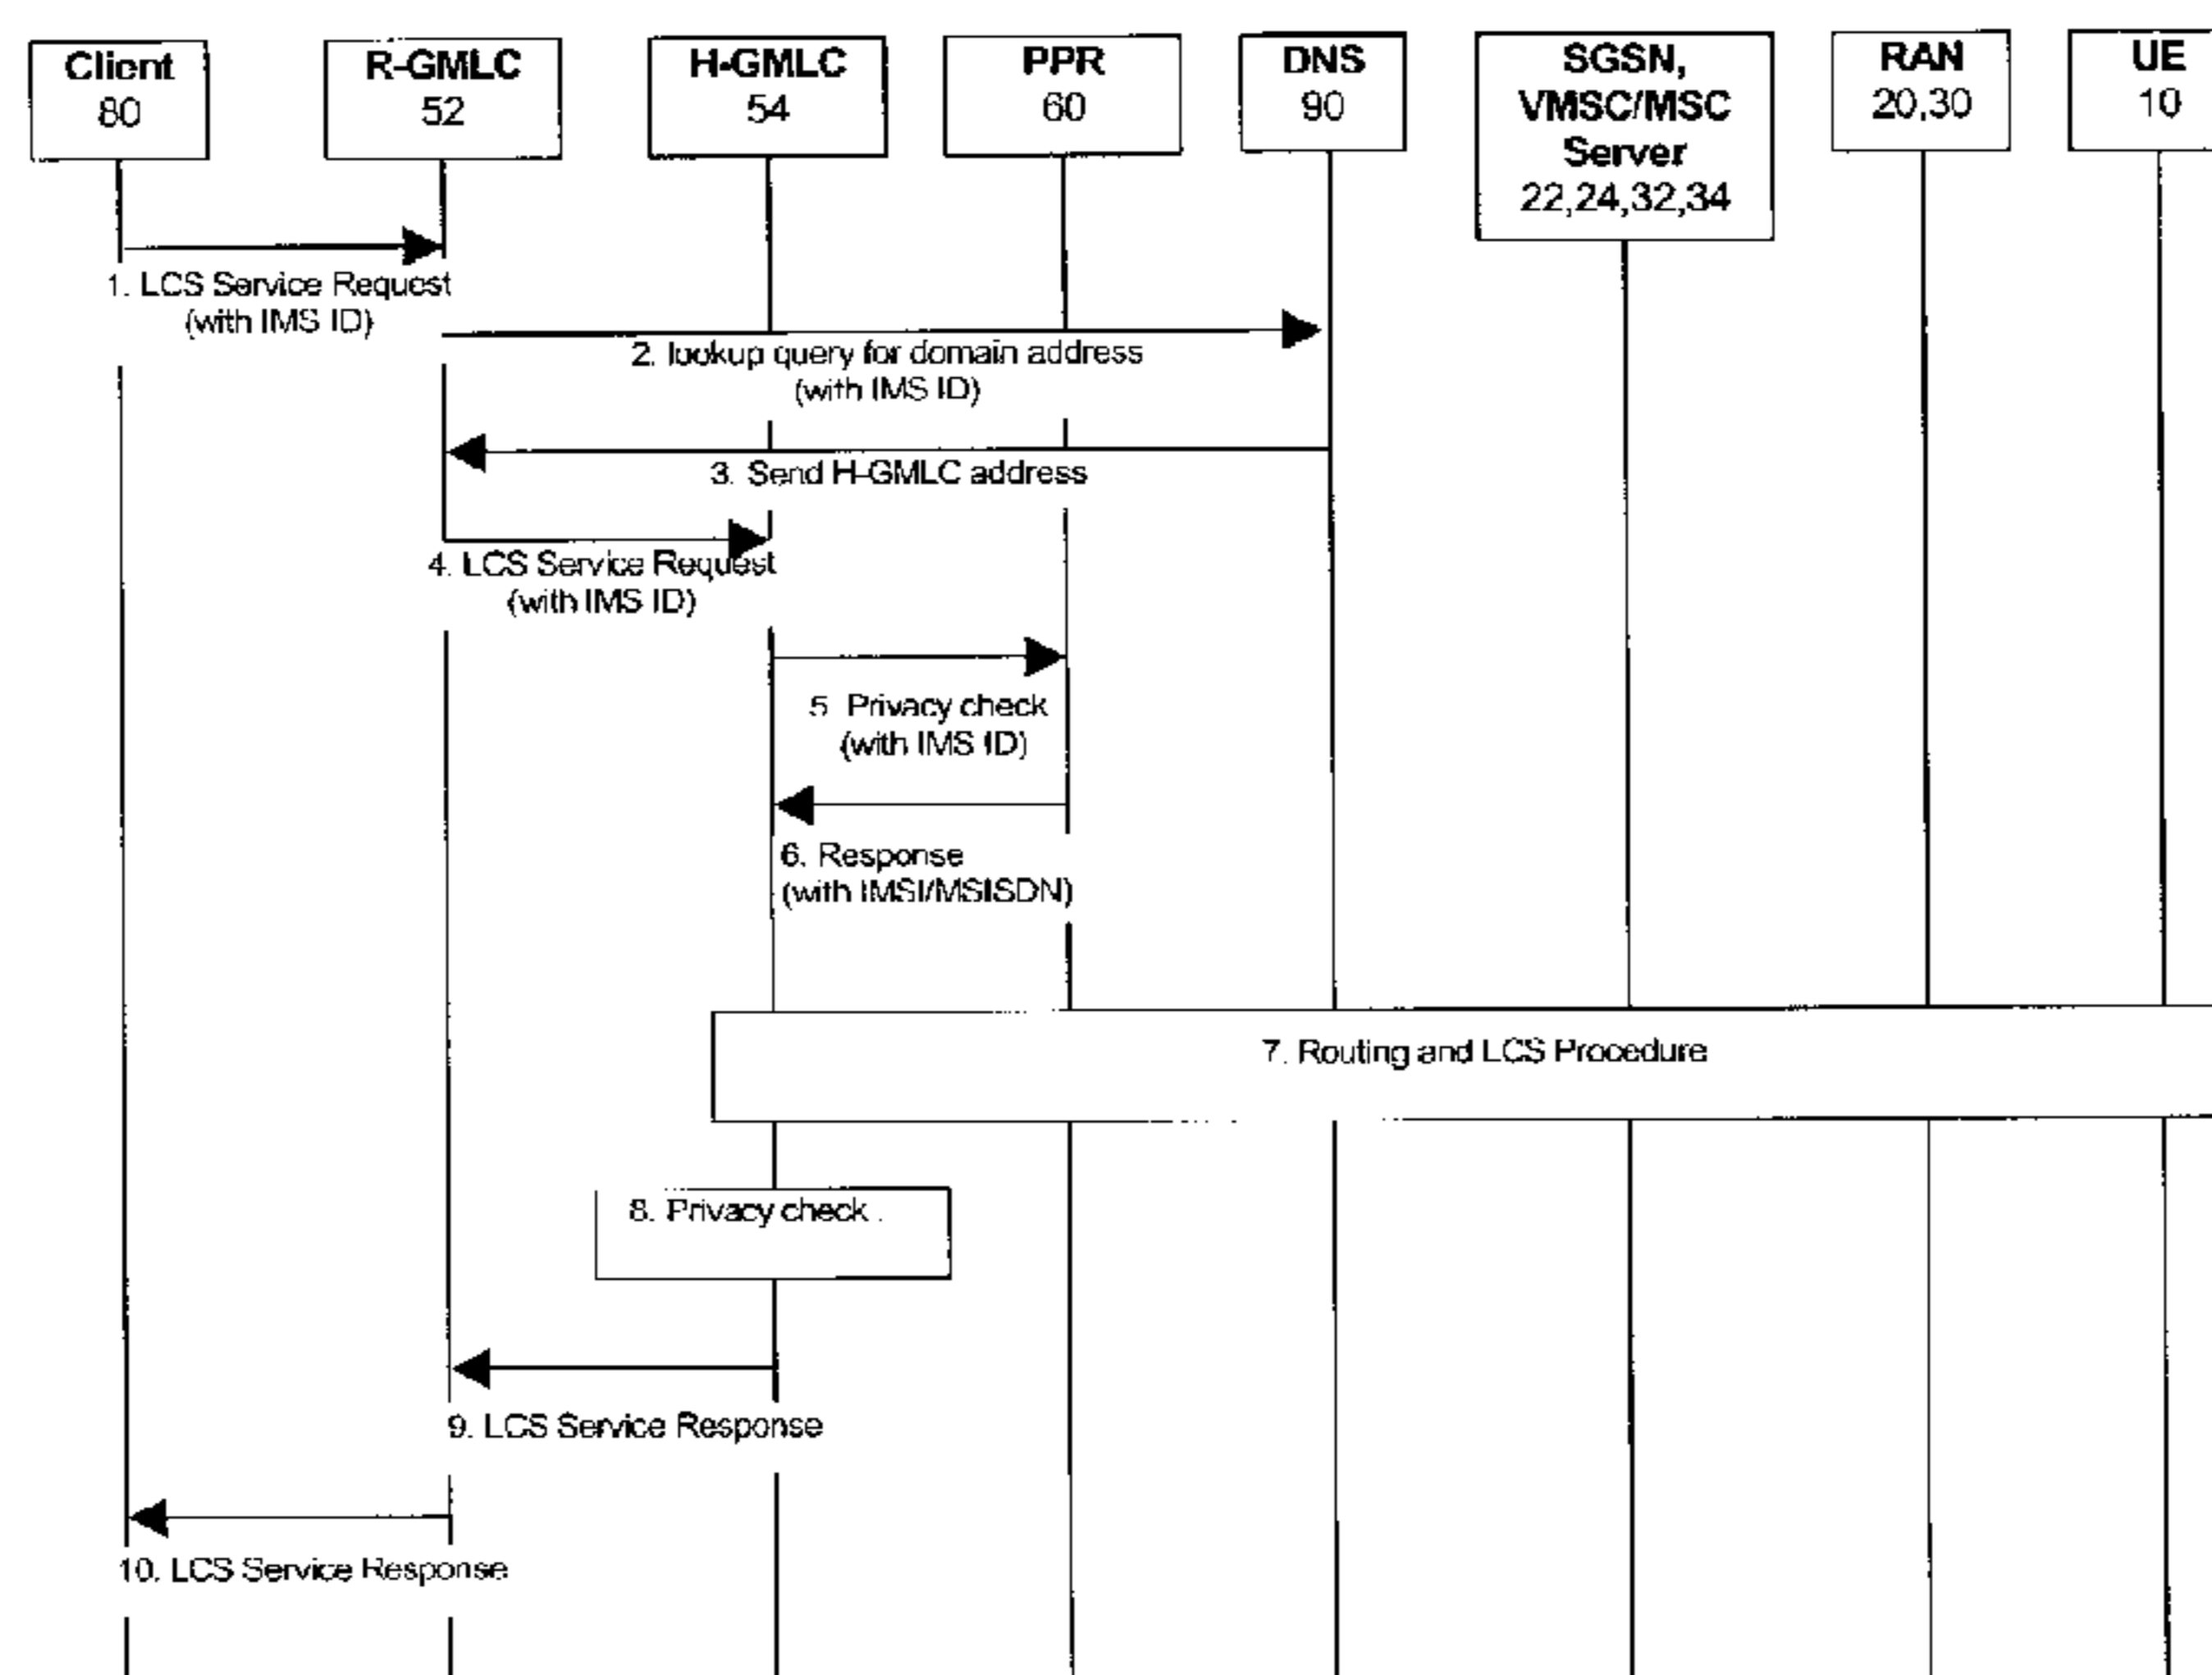 Client
80
R-GMLC
52
H-GMLC
54
PPR
60
DNS
90
SGSN,
VMSC/MSC
Server
22,24,32,34
RAN
20,30
UE
10
1. LCS Service Request
(with IMS ID)
2. lookup query for domain address
(with IMS ID)
3. Send H-GMLC address
4. LCS Service Request
(with IMS ID)
5 Privacy check
(with IMS ID)
6. Response
(with IMSI/MSISDN)
7. Routing and LCS Procedure
8. Privacy check .
9. LCS Service Response
10. LCS Service Response